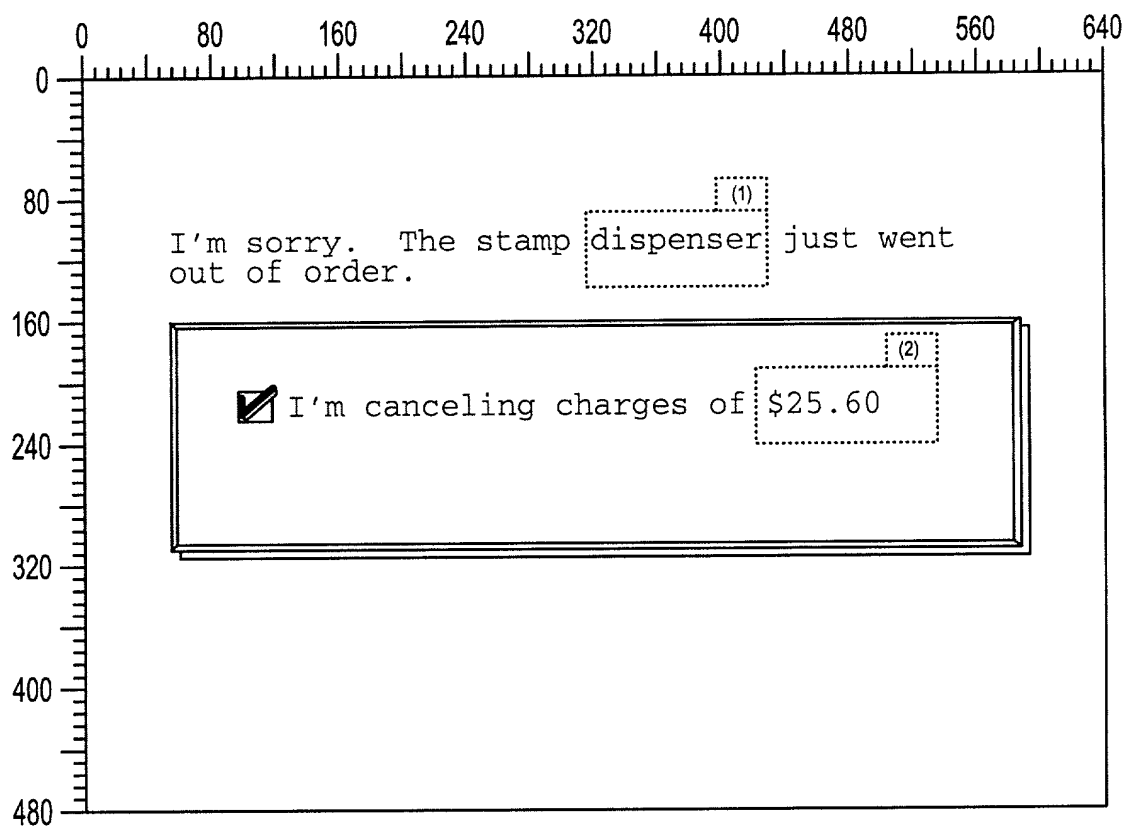 0 80 160 240 320 400 480 560 640
0
80
160
240
320
400
480
(1)
I'm sorry.  The stamp dispenser just went
out of order.
(2)
I'm canceling charges of $25.60